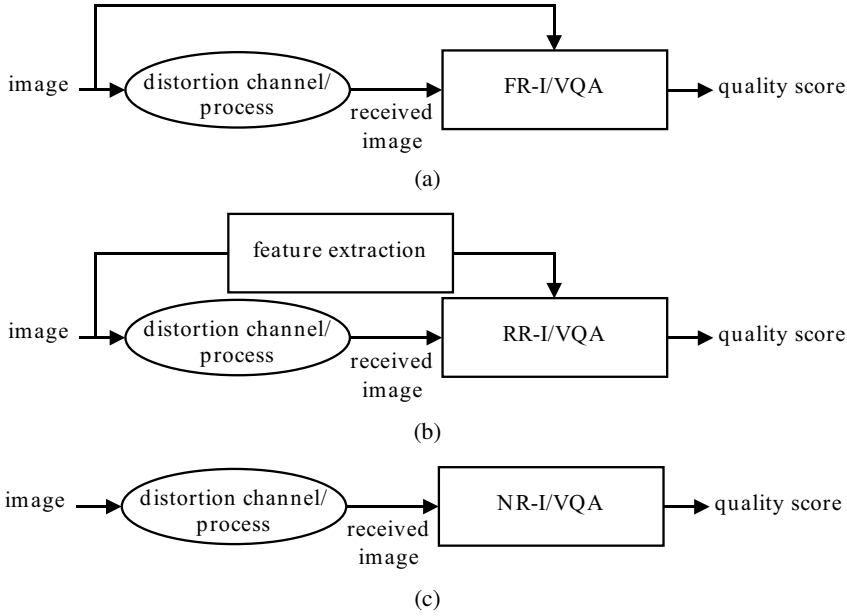 image
distortion channel/
process
received
image
FR-I/VQA
quality score
(a)
feature extraction
image
distortion channel/
process
received
image
RR-I/VQA
quality score
(b)
image
distortion channel/
process
received
image
NR-I/VQA
quality score
(c)